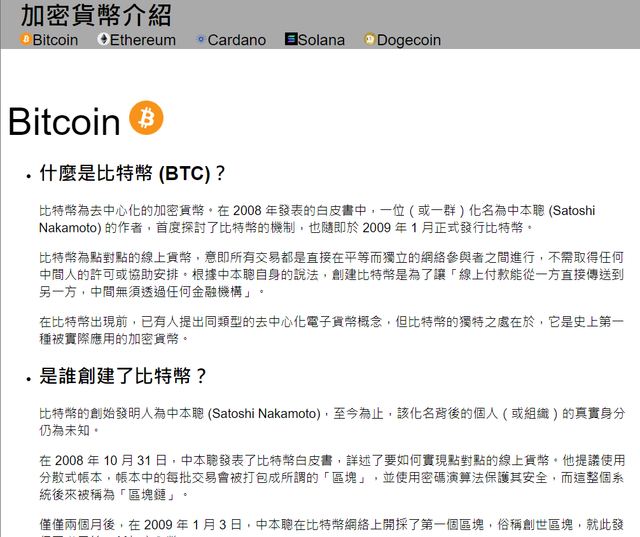 加密貨幣介紹
Bitcoin Ethereum Cardano Solana Dogecoin
Bitcoin
什麼是比特幣 (BTC)？
比特幣為去中心化的加密貨幣。在 2008 年發表的白皮書中，一位（或一群）化名為中本聰 (Satoshi
Nakamoto) 的作者，首度探討了比特幣的機制，也隨即於 2009 年 1 月正式發行比特幣。
比特幣為點對點的線上貨幣，意即所有交易都是直接在平等而獨立的網絡參與者之間進行，不需取得任何
中間人的許可或協助安排。根據中本聰自身的說法，創建比特幣是為了讓「線上付款能從一方直接傳送到
另一方，中間無須透過任何金融機構」。
在比特幣出現前，已有人提出同類型的去中心化電子貨幣概念，但比特幣的獨特之處在於，它是史上第一
種被實際應用的加密貨幣。
是誰創建了比特幣？
比特幣的創始發明人為中本聰 (Satoshi Nakamoto)，至今為止，該化名背後的個人（或組織）的真實身分
仍為未知。
在 2008 年 10 月 31 日，中本聰發表了比特幣白皮書，詳述了要如何實現點對點的線上貨幣。他提議使用
分散式帳本，帳本中的每批交易會被打包成所謂的「區塊」，並使用密碼演算法保護其安全，而這整個系
統後來被稱為「區塊鏈」。
僅僅兩個月後，在 2009 年 1 月 3 日，中本聰在比特幣網絡上開採了第一個區塊，俗稱創世區塊，就此發